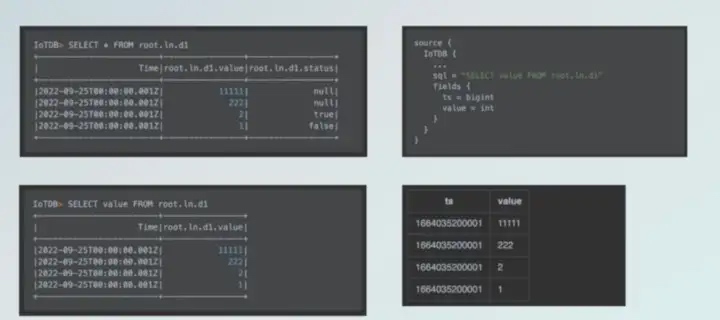 IoTDB> SELECT * FROM root.ln.d1
| Time|root.ln.d1.value|root.ln.d1.status|
|2022-09-25T00:00:00.001Z| 11111| null|
|2022-09-25T00:00:00.001Z| 222| null|
|2022-09-25T00:00:00.001Z| 2| true|
|2022-09-25T00:00:00.001Z| 1| false|
source {
IoTDB {
...
sql = "SELECT value FROM root.ln.d1"
fields {
ts = bigint
value = int
}
}
}
IoTDB> SELECT value FROM root.ln.d1
| Time|root.ln.d1.value|
|2022-09-25T00:00:00.001Z| 11111|
|2022-09-25T00:00:00.001Z| 222|
|2022-09-25T00:00:00.001Z| 2|
|2022-09-25T00:00:00.001Z| 1|
ts value
1664035200001 11111
1664035200001 222
1664035200001 2
1664035200001 1